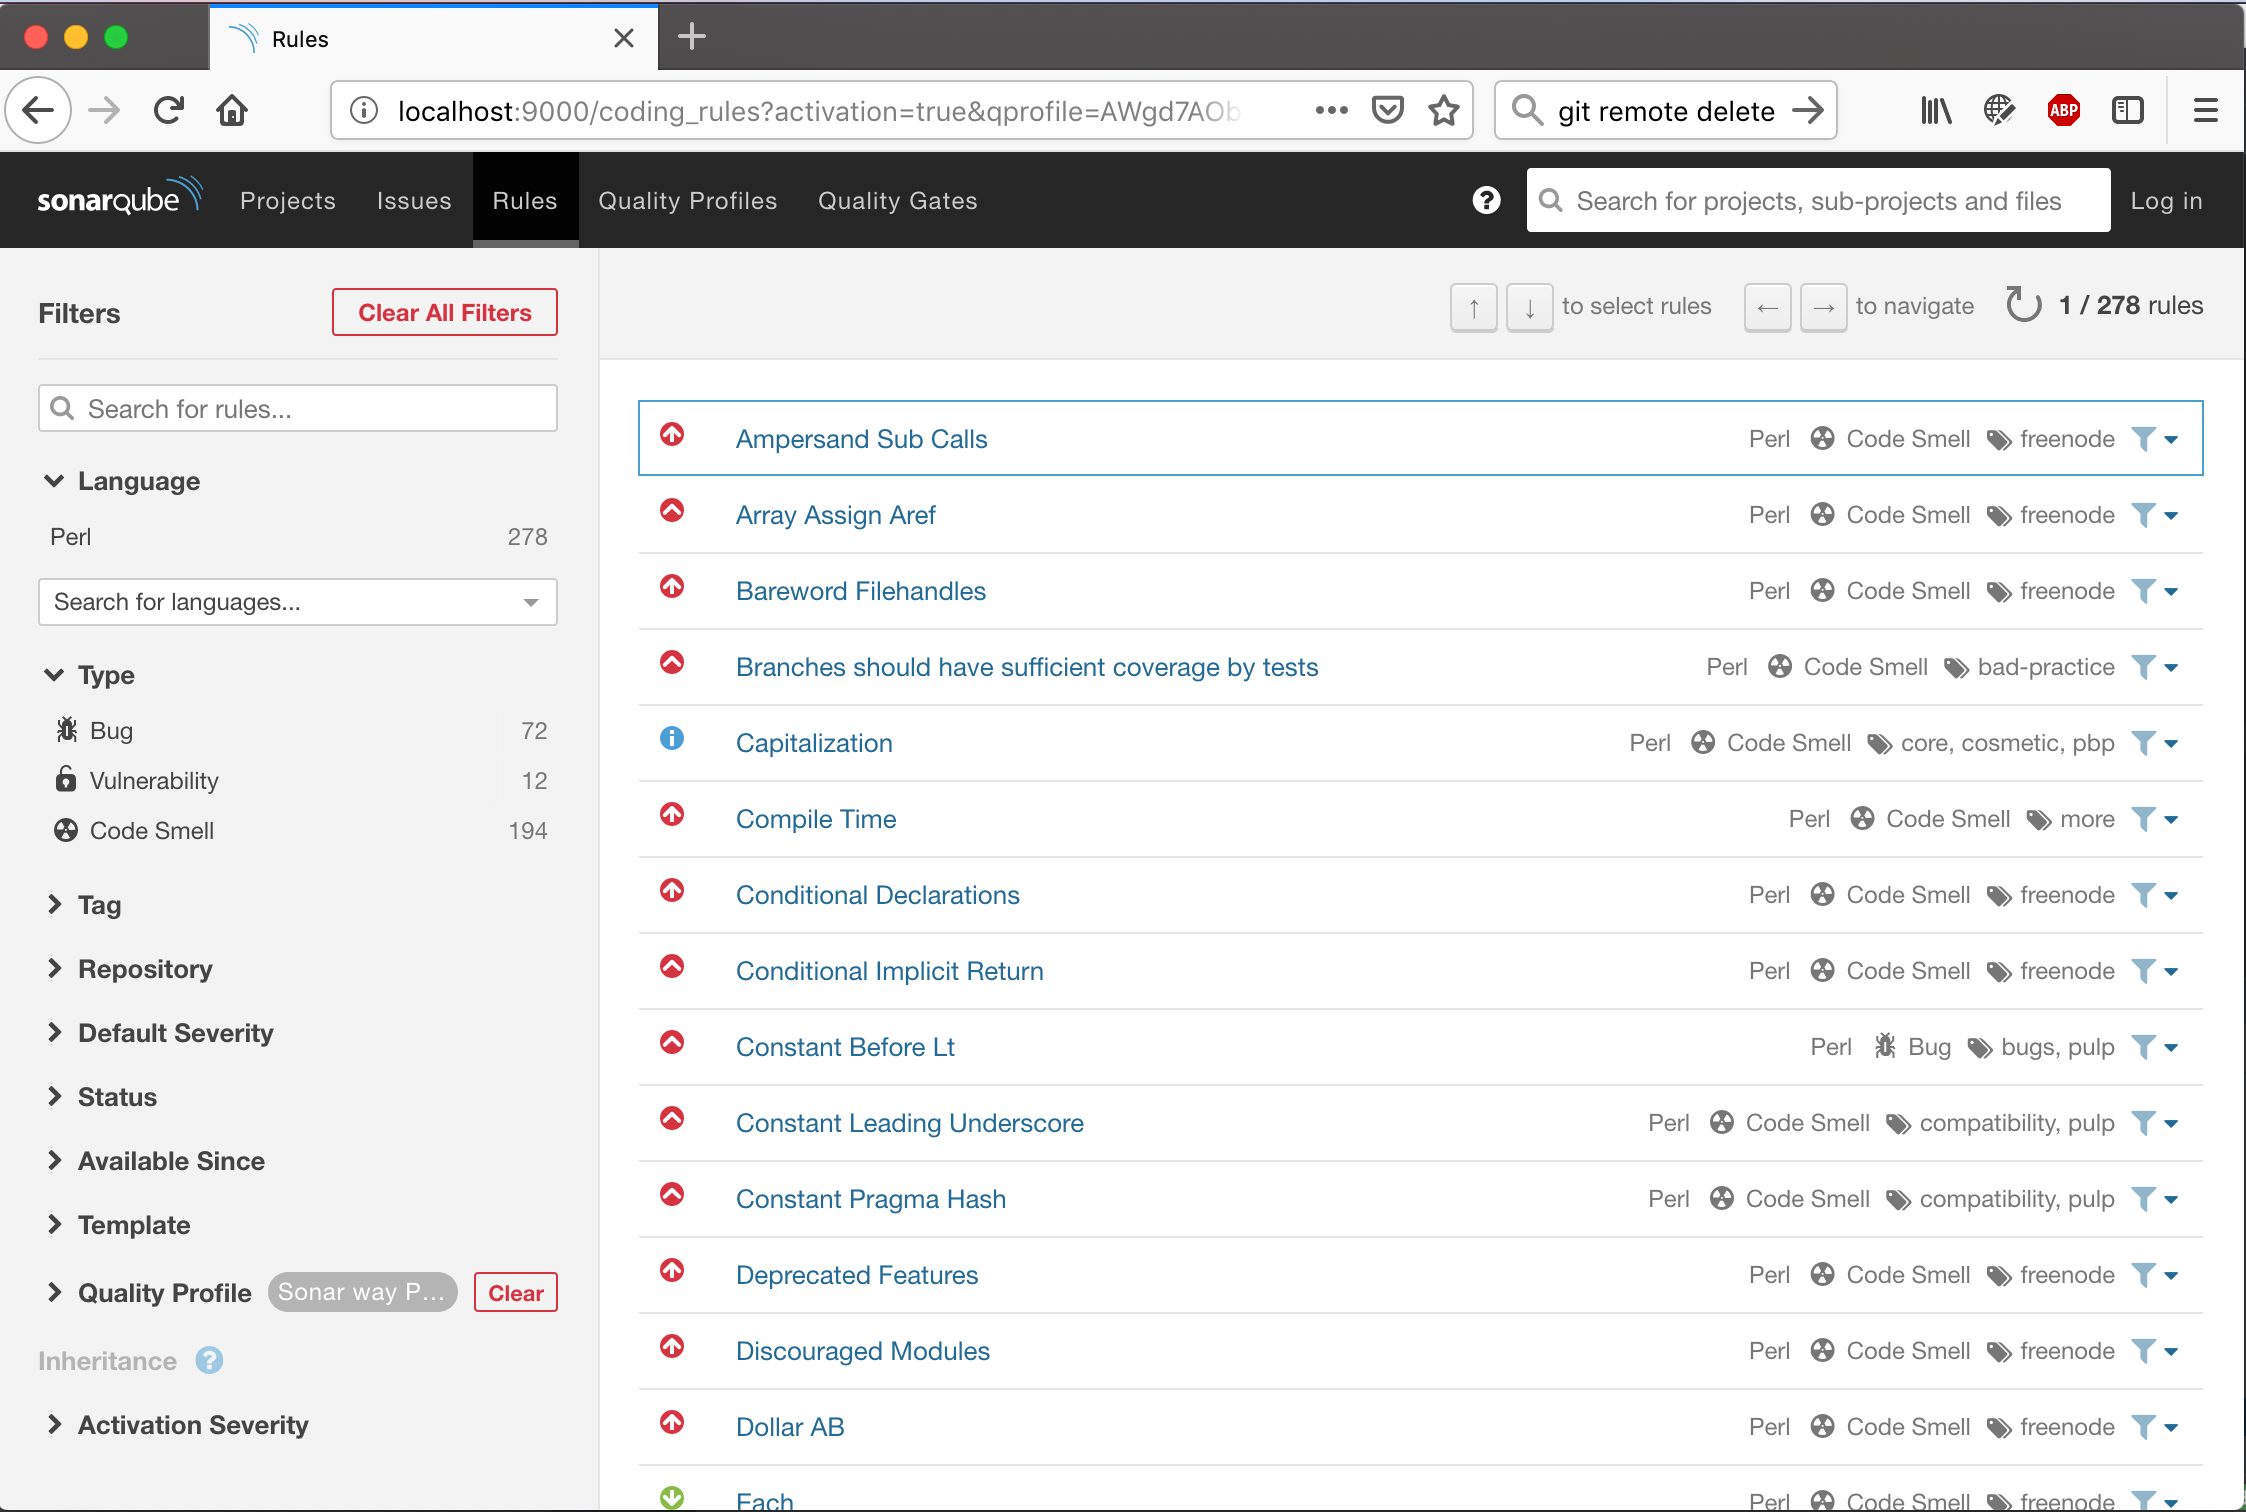 Rules
localhost:9000/coding_rules?activation=true&qprofile=AWgd7AOb
git remote delete
ABP
sonarqube
Projects
Issues
Rules
Quality Profiles
Quality Gates
Search for projects, sub-projects and files
Log in
Filters
Clear All Filters
↑ ↓ to select rules ← → to navigate 1 / 278 rules
Search for rules...
Language
Perl 278
Search for languages...
Type
Bug 72
Vulnerability 12
Code Smell 194
Tag
Repository
Default Severity
Status
Available Since
Template
Quality Profile Sonar way P... Clear
Inheritance ?
Activation Severity
Ampersand Sub Calls Perl Code Smell freenode
Array Assign Aref Perl Code Smell freenode
Bareword Filehandles Perl Code Smell freenode
Branches should have sufficient coverage by tests Perl Code Smell bad-practice
Capitalization Perl Code Smell core, cosmetic, pbp
Compile Time Perl Code Smell more
Conditional Declarations Perl Code Smell freenode
Conditional Implicit Return Perl Code Smell freenode
Constant Before Lt Perl Bug bugs, pulp
Constant Leading Underscore Perl Code Smell compatibility, pulp
Constant Pragma Hash Perl Code Smell compatibility, pulp
Deprecated Features Perl Code Smell freenode
Discouraged Modules Perl Code Smell freenode
Dollar AB Perl Code Smell freenode
Each Perl Code Smell freenode